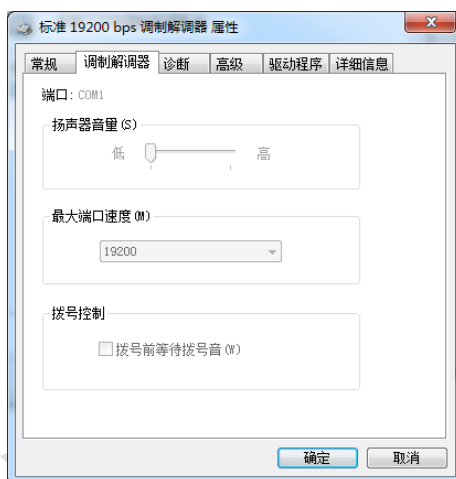 标准 19200 bps 调制解调器 属性
常规 调制解调器 诊断 高级 驱动程序 详细信息
端口: COM1
扬声器音量(S)
低 高
最大端口速度(M)
19200
拨号控制
拨号前等待拨号音(W)
确定 取消